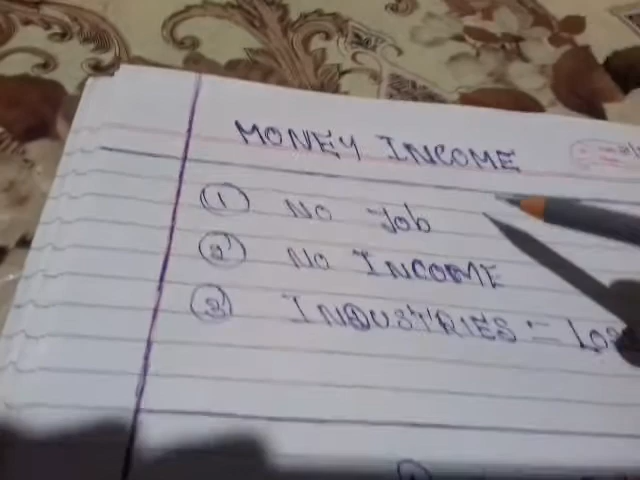 MONEY INCOME
① No Job
② No INCOME
③ INDUSTRIES =